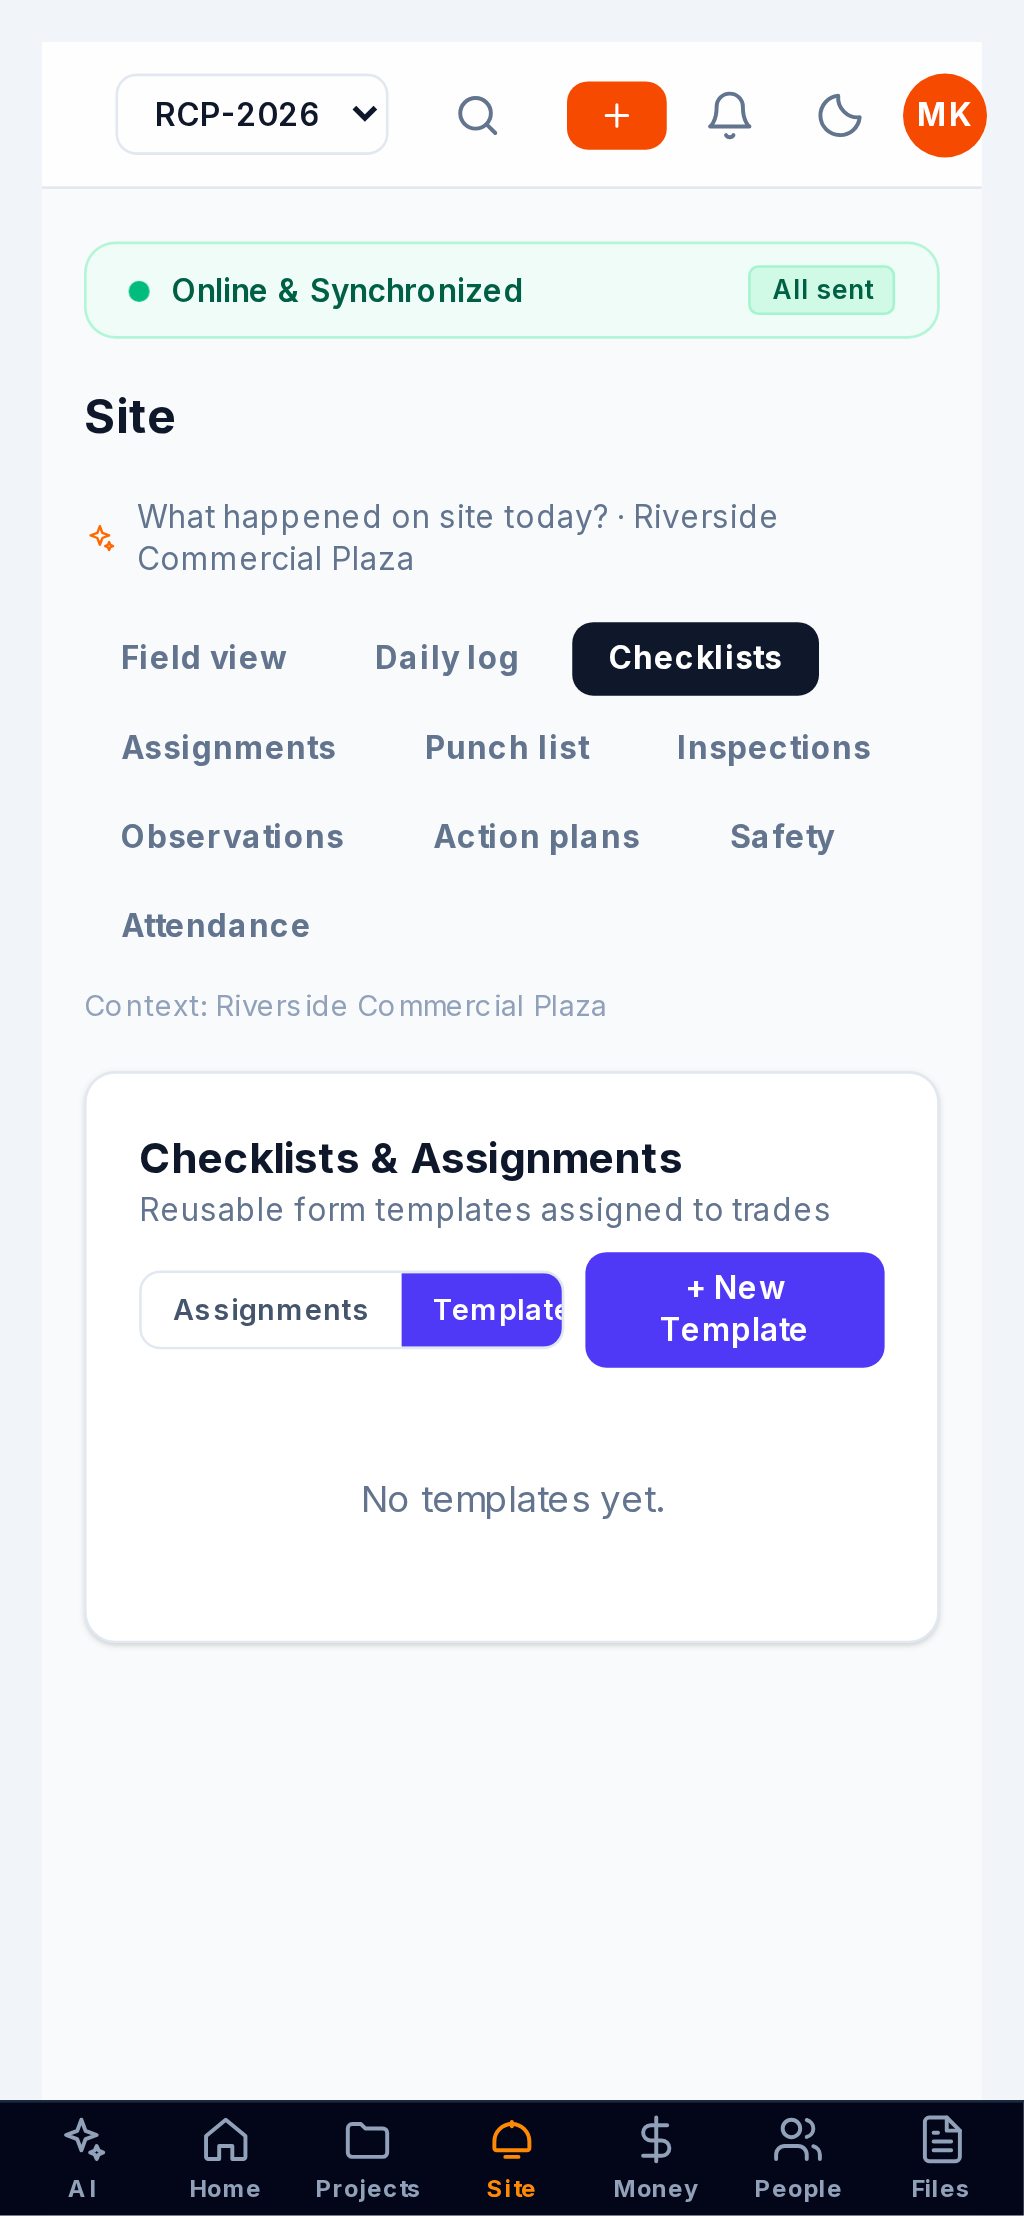 RCP-2026
MK
Online & Synchronized
All sent
Site
What happened on site today? · Riverside
Commercial Plaza
Field view
Daily log
Checklists
Assignments
Punch list
Inspections
Observations
Action plans
Safety
Attendance
Context: Riverside Commercial Plaza
Checklists & Assignments
Reusable form templates assigned to trades
Assignments
Template
+ New
Template
No templates yet.
AI
Home
Projects
Site
Money
People
Files